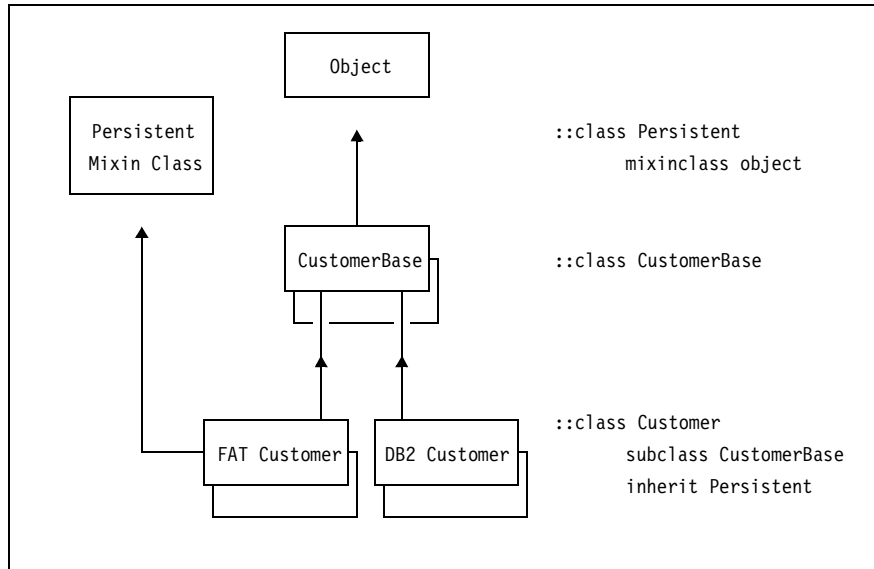 Object
Persistent
Mixin Class
::class Persistent
mixinclass object
CustomerBase
::class CustomerBase
FAT Customer
DB2 Customer
::class Customer
subclass CustomerBase
inherit Persistent